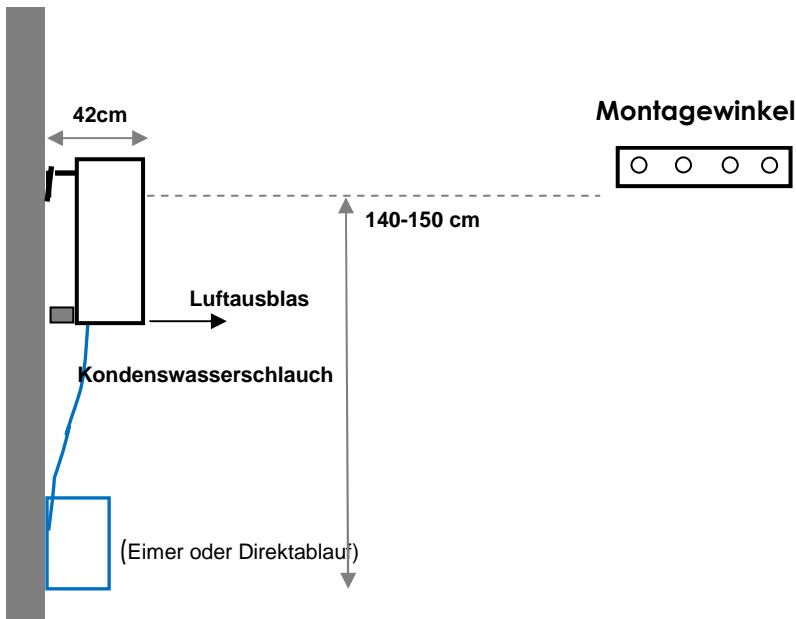 42cm
Montagewinkel
140-150 cm
Luftausblas
Kondenswasserschlauch
(Eimer oder Direktablauf)